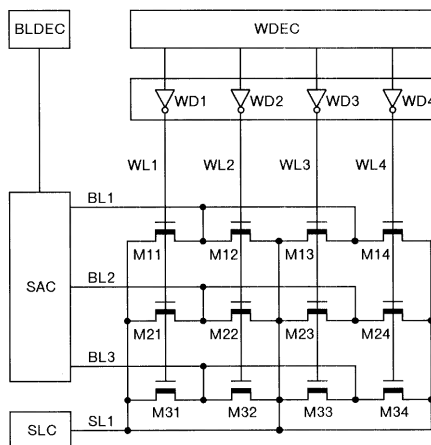 BLDEC
WDEC
WD1 WD2 WD3 WD4
WL1 WL2 WL3 WL4
BL1
M11 M12 M13 M14
SAC
BL2
M21 M22 M23 M24
BL3
M31 M32 M33 M34
SLC
SL1